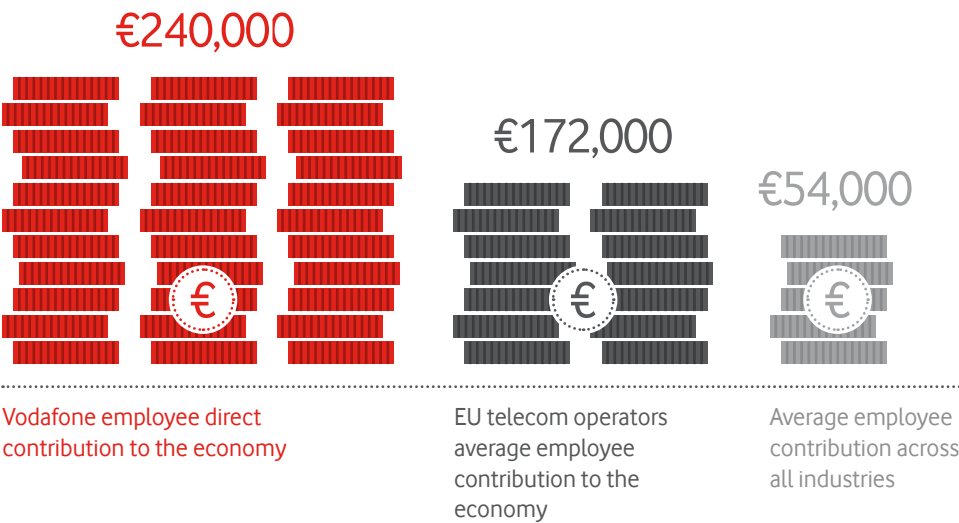 €240,000
€172,000
€54,000
€
€
€
Vodafone employee direct
contribution to the economy
EU telecom operators
average employee
contribution to the
economy
Average employee
contribution across
all industries